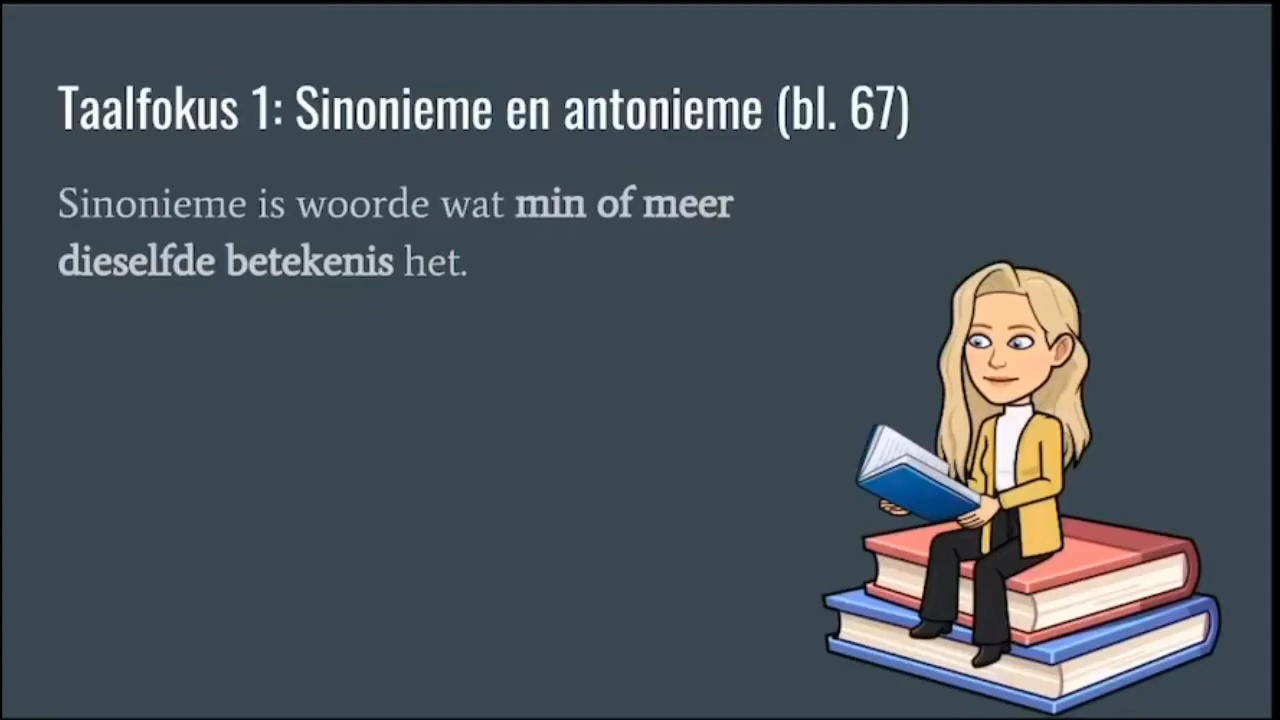 Taalfokus 1: Sinonieme en antonieme (bl. 67)
Sinonieme is woorde wat min of meer
dieselfde betekenis het.